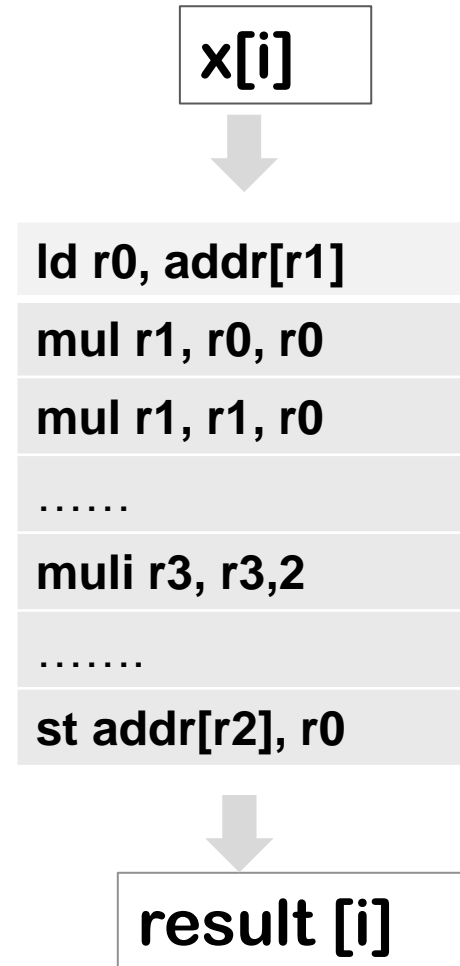 x[i]
ld r0, addr[r1]
mul r1, r0, r0
mul r1, r1, r0
......
muli r3, r3,2
.......
st addr[r2], r0
result [i]